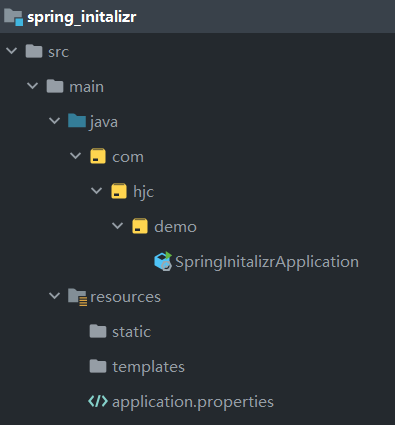 spring_initalizr
src
main
java
com
hjc
demo
SpringInitalizrApplication
resources
static
templates
application.properties